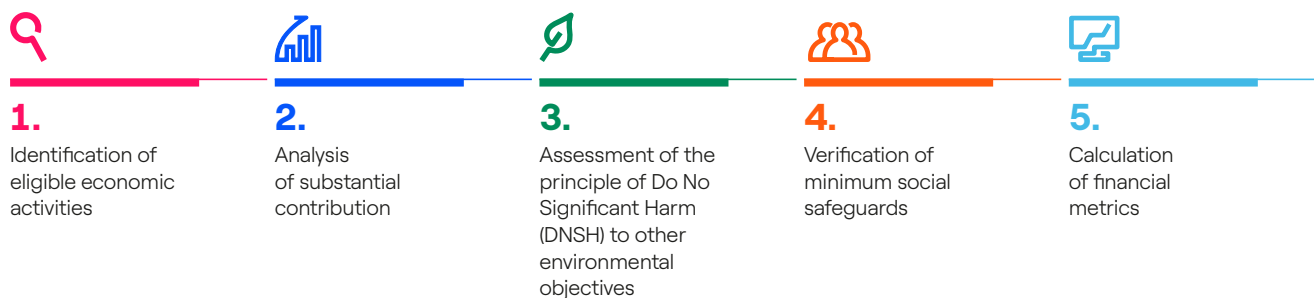 1.
Identification of
eligible economic
activities
2.
Analysis
of substantial
contribution
3.
Assessment of the
principle of Do No
Significant Harm
(DNSH) to other
environmental
objectives
4.
Verification of
minimum social
safeguards
5.
Calculation
of financial
metrics